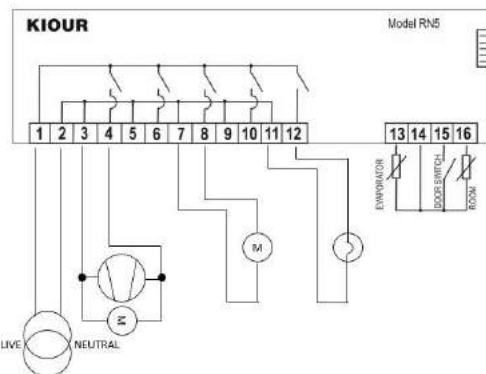 KIOUR
Model RN5
1 2 3 4 5 6 7 8 9 10 11 12
13 14 15 16
EVAPORATOR
DOOR SWITCH
ROOM
M
M
LIVE NEUTRAL